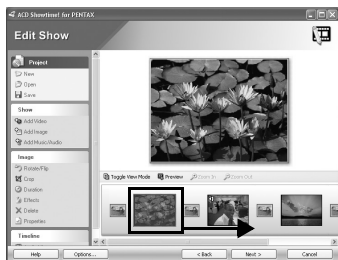 ACD Showtime! for PENTAX
Edit Show
Project
New
Open
Save
Show
Add Video
Add Image
Add Music/Audio
Image
Rotate/Flip
Crop
Duration
Effects
Delete
Properties
Timeline
Toggle View Mode
Preview
Zoom In
Zoom Out
Help
Options...
< Back
Next >
Cancel